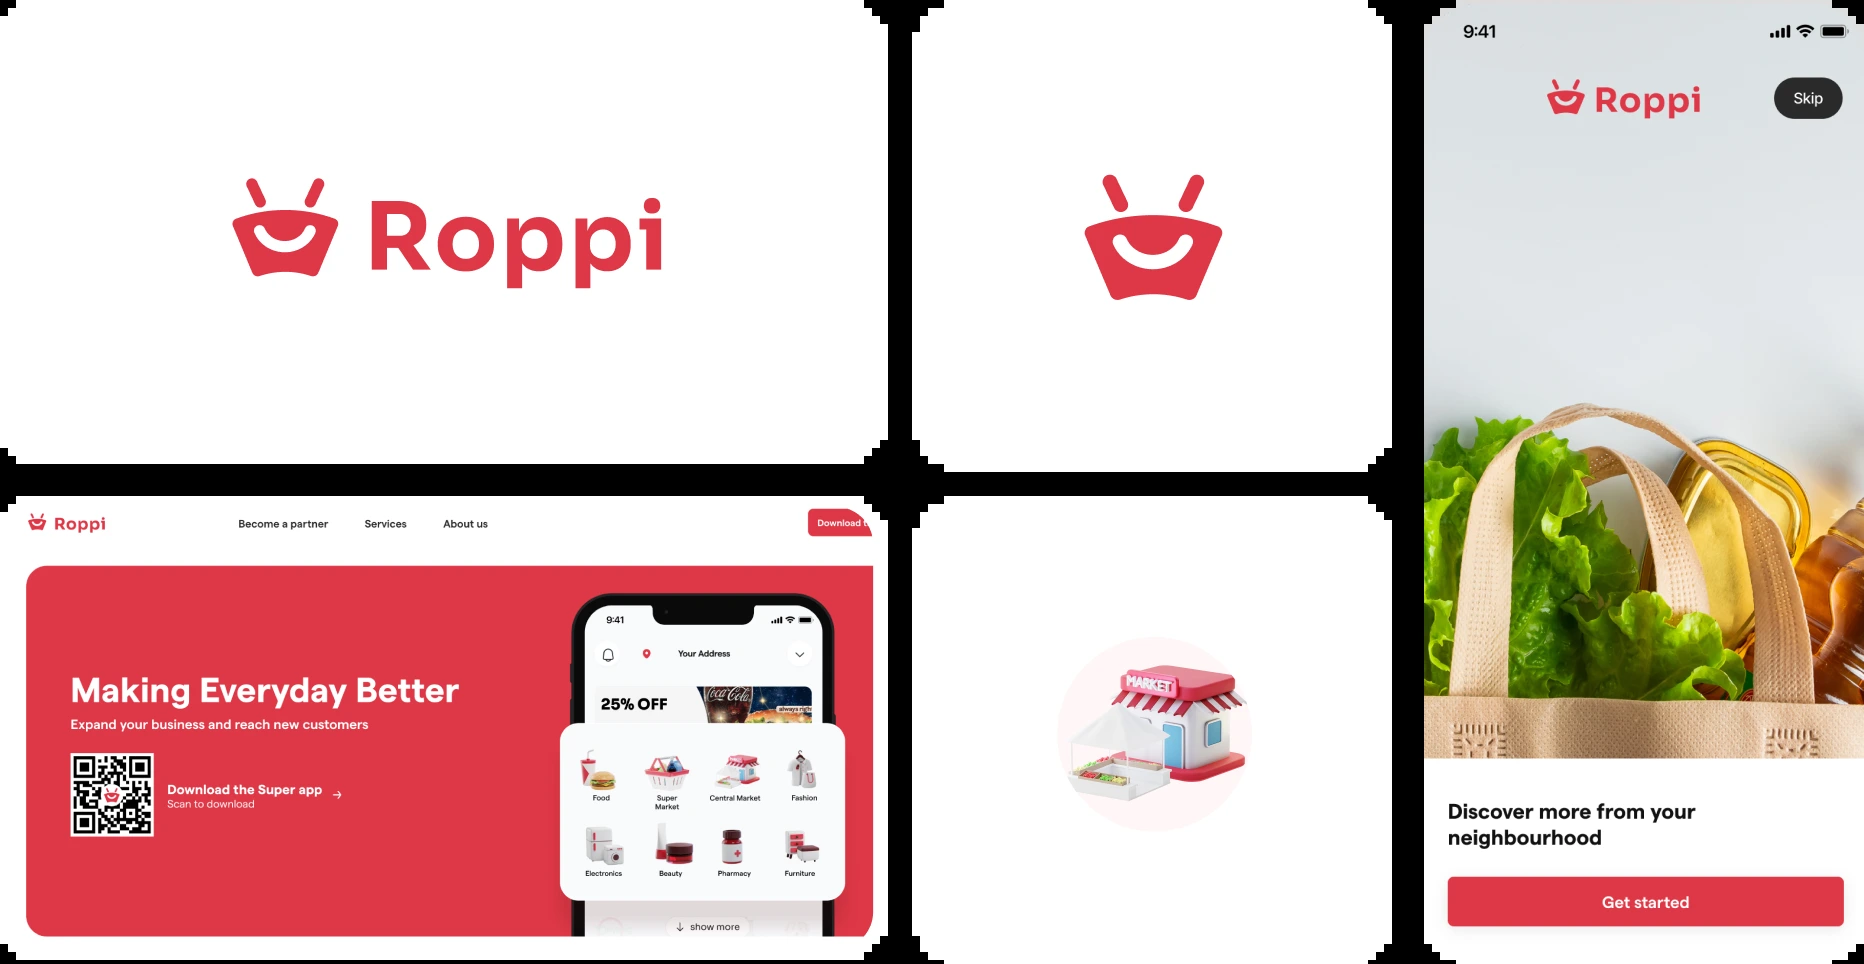 Roppi
Roppi
Become a partner
Services
About us
Download t
Making Everyday Better
Expand your business and reach new customers
Download the Super app →
Scan to download
9:41
Your Address
25% OFF
Coca-Cola
always right
Food
Super
Market
Central Market
Fashion
Electronics
Beauty
Pharmacy
Furniture
↓ show more
MARKET
9:41
Roppi
Skip
Discover more from your
neighbourhood
Get started